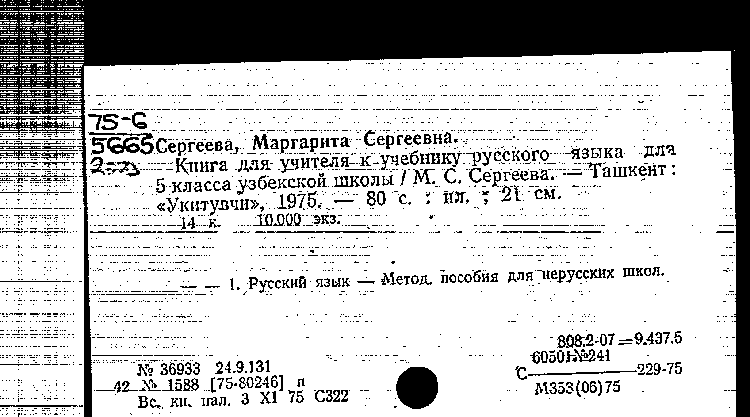 75-6
5665
Сергеева, Маргарита Сергеевна.
Книга для учителя к учебнику русского языка для
5 класса узбекской школы / М. С. Сергеева. — Ташкент :
«Укитувчи», 1975. — 80 с. : ил. ; 21 см.
14 к. 10.000 экз.
— — 1. Русский язык — Метод. пособия для нерусских школ.
808.2-07=9.437.5
60501№241
С————229-75
М353(06)75
№ 36933 24.9.131
42 № 1588 [75-80246] п
Вс. кн. пал. 3 XI 75 С322